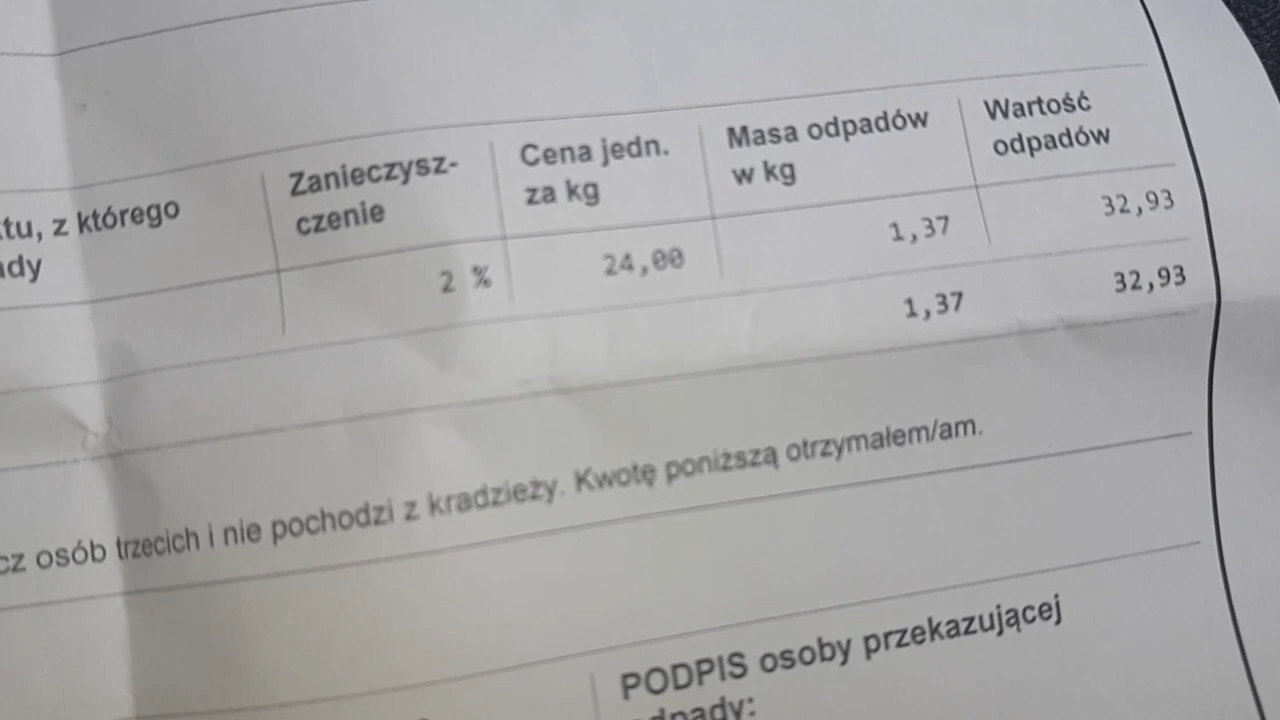 tu, z którego
dy
Zanieczysz-
czenie
Cena jedn.
za kg
Masa odpadów
w kg
Wartość
odpadów
2 % 24,00 1,37 32,93
1,37 32,93
cz osób trzecich i nie pochodzi z kradzieży. Kwotę poniższą otrzymałem/am.
PODPIS osoby przekazującej
odpady: